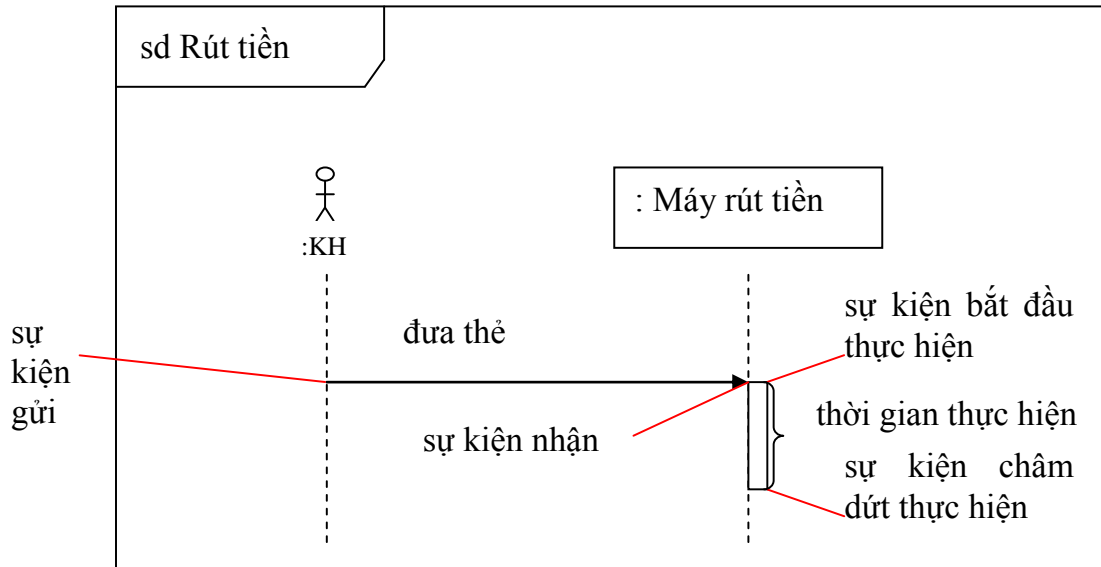 sd Rút tiền
: Máy rút tiền
:KH
sự
kiện
gửi
đưa thẻ
sự kiện bắt đầu
thực hiện
sự kiện nhận
thời gian thực hiện
sự kiện châm
dứt thực hiện